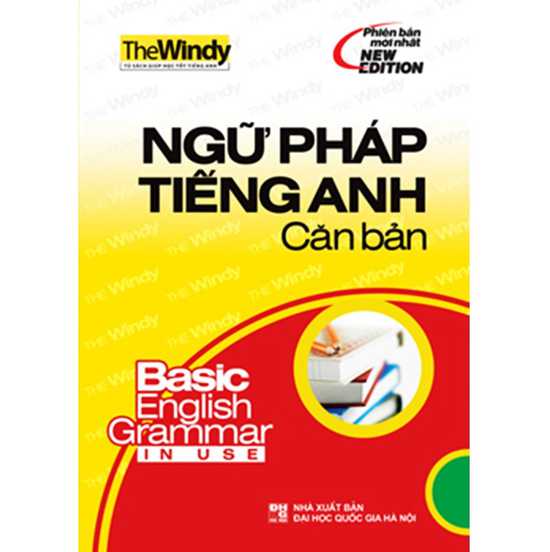 TheWindy
TỦ SÁCH GIÚP HỌC TỐT TIẾNG ANH
Phiên bản
mới nhất
NEW
EDITION
NGỮ PHÁP
TIẾNG ANH
Căn bản
Basic
English
Grammar
IN USE
NHÀ XUẤT BẢN
ĐẠI HỌC QUỐC GIA HÀ NỘI